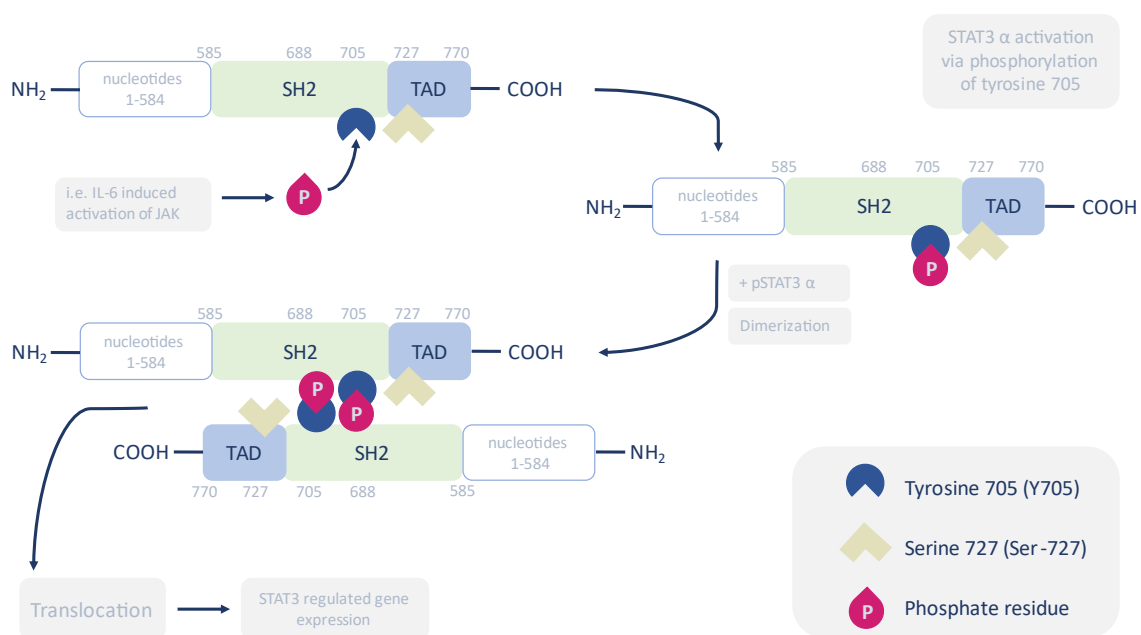 STAT3 α activation
via phosphorylation
of tyrosine 705
585 688 705 727 770
NH2 nucleotides
1-584 SH2 TAD COOH
i.e. IL-6 induced
activation of JAK
P
585 688 705 727 770
NH2 nucleotides
1-584 SH2 TAD COOH
P
+ pSTAT3 α
Dimerization
585 688 705 727 770
NH2 nucleotides
1-584 SH2 TAD COOH
P
P
COOH TAD SH2 nucleotides
1-584 NH2
770 727 705 688 585
Translocation
STAT3 regulated gene
expression
Tyrosine 705 (Y705)
Serine 727 (Ser-727)
P Phosphate residue